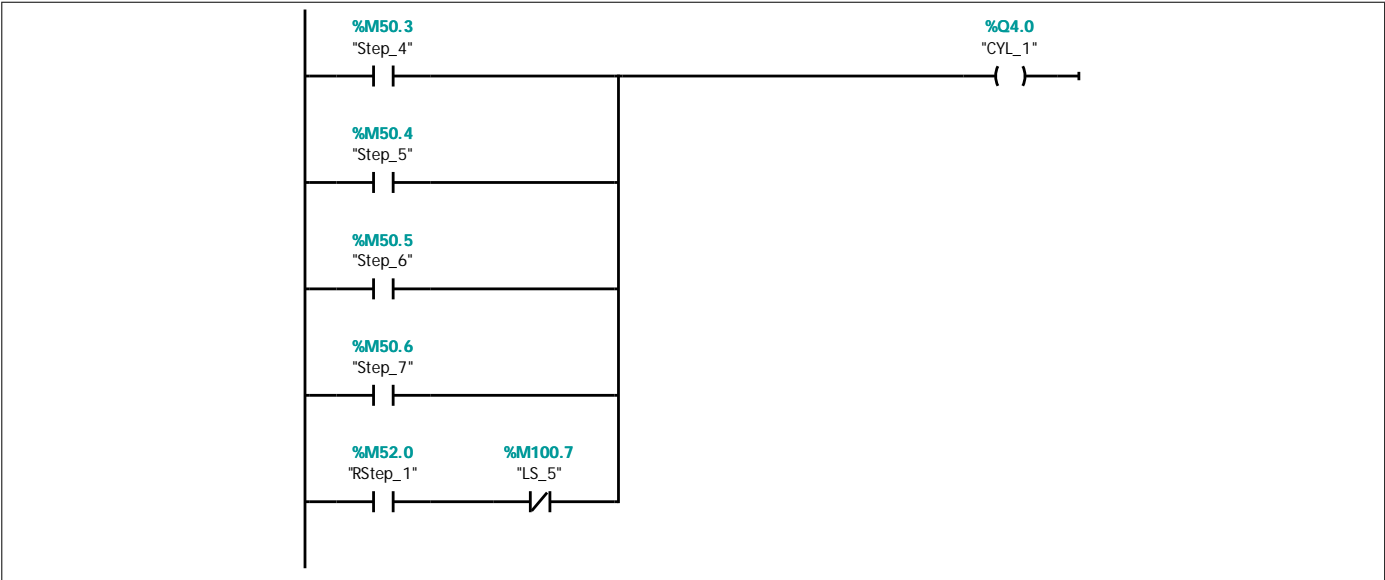 %M50.3
"Step_4"
%Q4.0
"CYL_1"
%M50.4
"Step_5"
%M50.5
"Step_6"
%M50.6
"Step_7"
%M52.0
"RStep_1"
%M100.7
"LS_5"